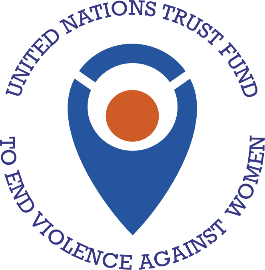 UNITED NATIONS TRUST FUND
TO END VIOLENCE AGAINST WOMEN